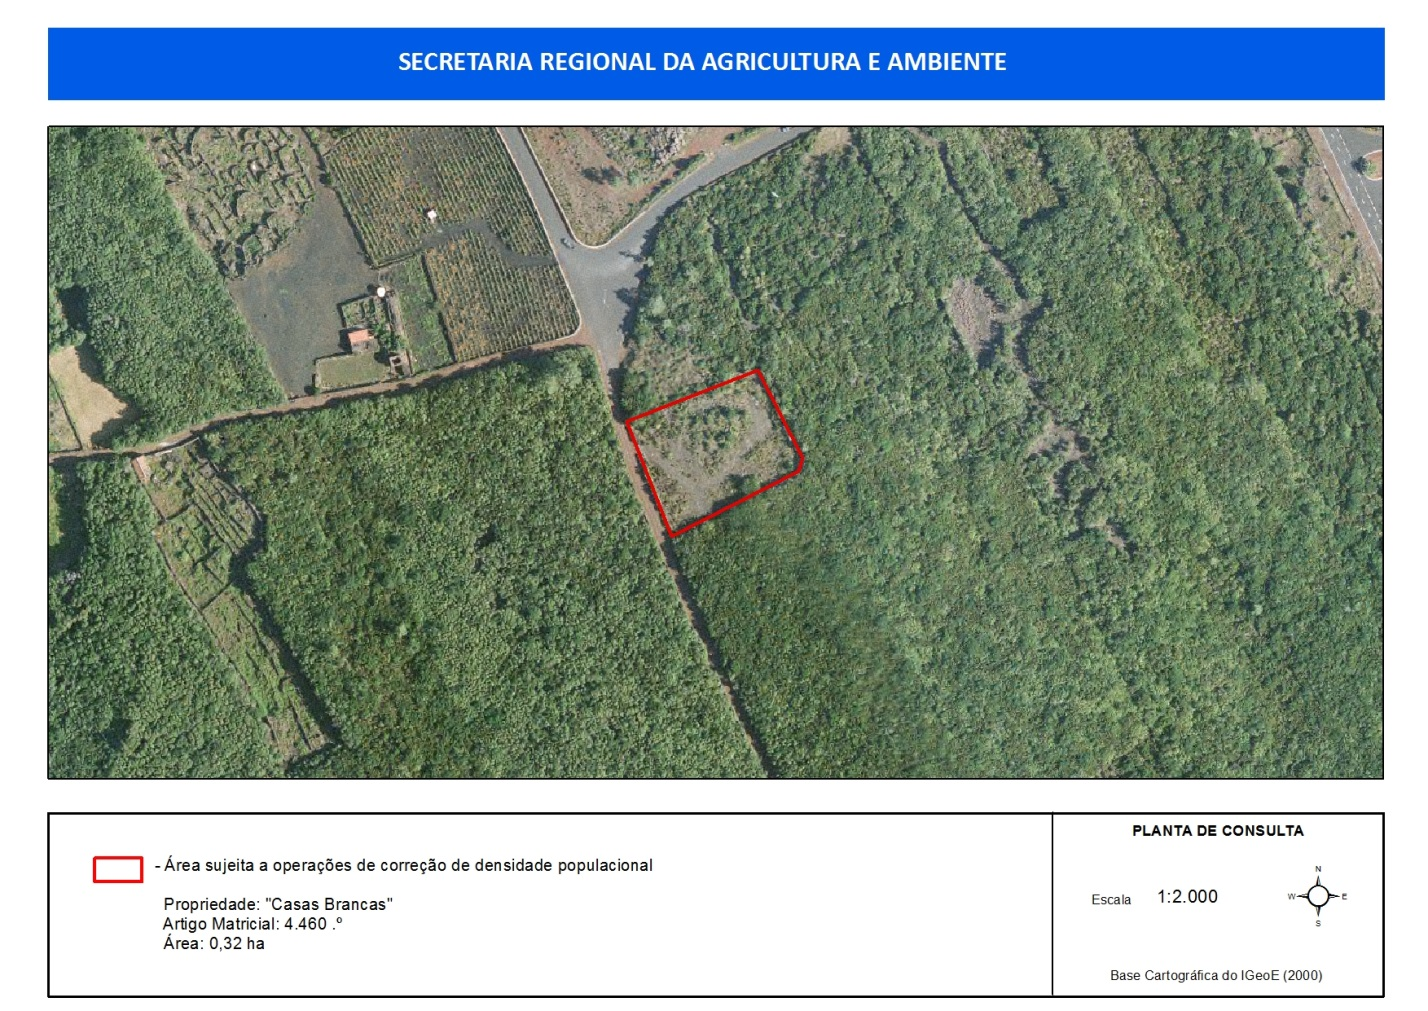 SECRETARIA REGIONAL DA AGRICULTURA E AMBIENTE
- Área sujeita a operações de correção de densidade populacional
Propriedade: "Casas Brancas"
Artigo Matricial: 4.460 .º
Área: 0,32 ha
PLANTA DE CONSULTA
Escala 1:2.000
N
W E
S
Base Cartográfica do IGeoE (2000)